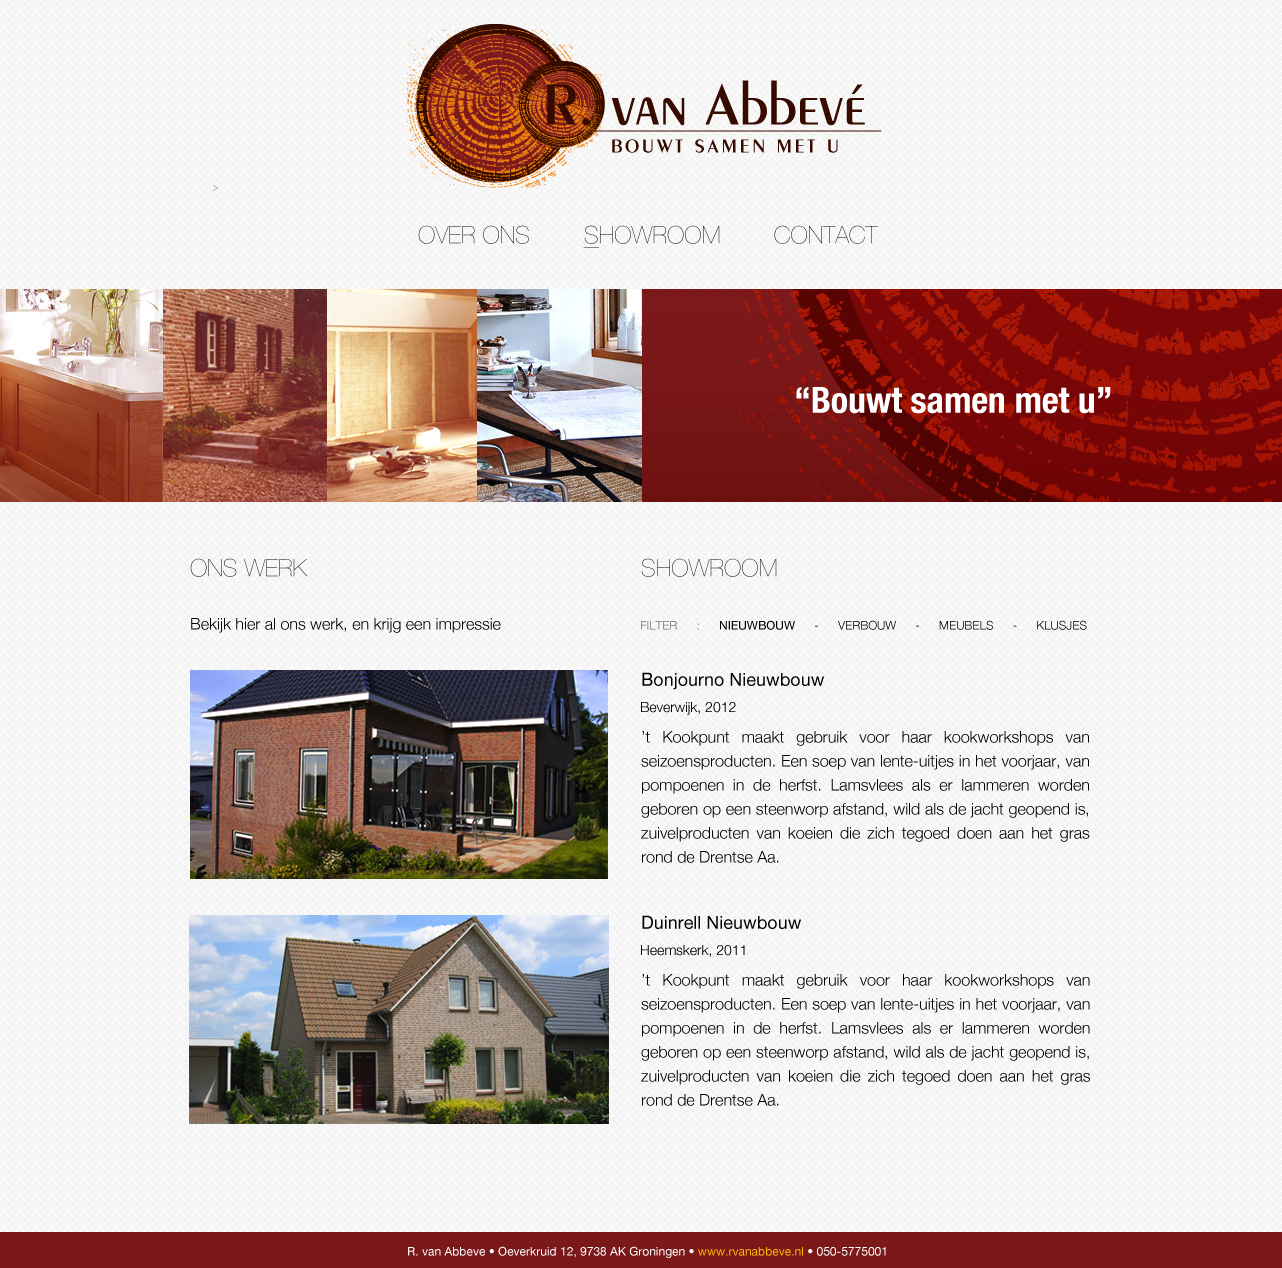 R. van Abbevé
BOUWT SAMEN MET U
>
OVER ONS SHOWROOM CONTACT
“Bouwt samen met u”
ONS WERK
Bekijk hier al ons werk, en krijg een impressie
SHOWROOM
FILTER : NIEUWBOUW - VERBOUW - MEUBELS - KLUSJES
Bonjourno Nieuwbouw
Beverwijk, 2012
’t Kookpunt maakt gebruik voor haar kookworkshops van
seizoensproducten. Een soep van lente-uitjes in het voorjaar, van
pompoenen in de herfst. Lamsvlees als er lammeren worden
geboren op een steenworp afstand, wild als de jacht geopend is,
zuivelproducten van koeien die zich tegoed doen aan het gras
rond de Drentse Aa.
Duinrell Nieuwbouw
Heemskerk, 2011
’t Kookpunt maakt gebruik voor haar kookworkshops van
seizoensproducten. Een soep van lente-uitjes in het voorjaar, van
pompoenen in de herfst. Lamsvlees als er lammeren worden
geboren op een steenworp afstand, wild als de jacht geopend is,
zuivelproducten van koeien die zich tegoed doen aan het gras
rond de Drentse Aa.
R. van Abbeve • Oeverkruid 12, 9738 AK Groningen • www.rvanabbeve.nl • 050-5775001